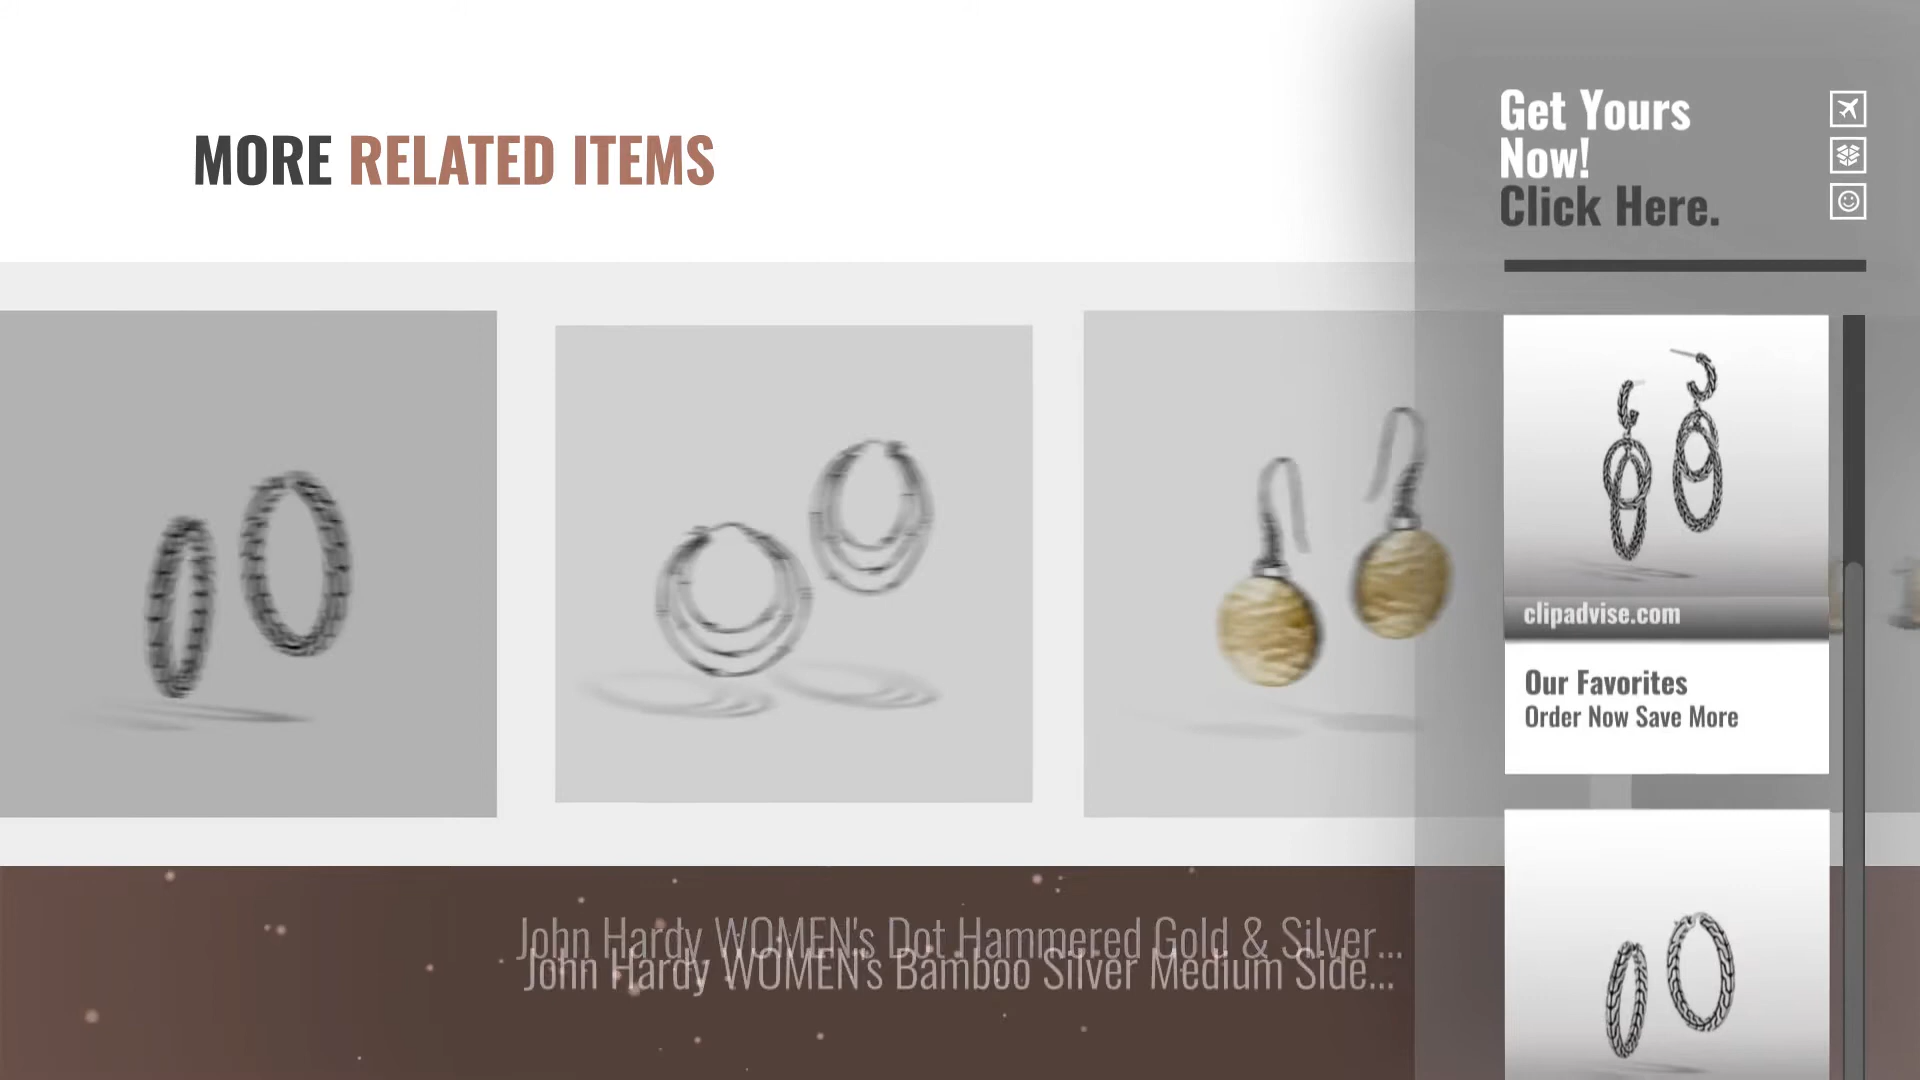 MORE RELATED ITEMS
Get Yours
Now!
Click Here.
clipadvise.com
Our Favorites
Order Now Save More
John Hardy WOMEN's Dot Hammered Gold & Silver...
John Hardy WOMEN's Bamboo Silver Medium Side...